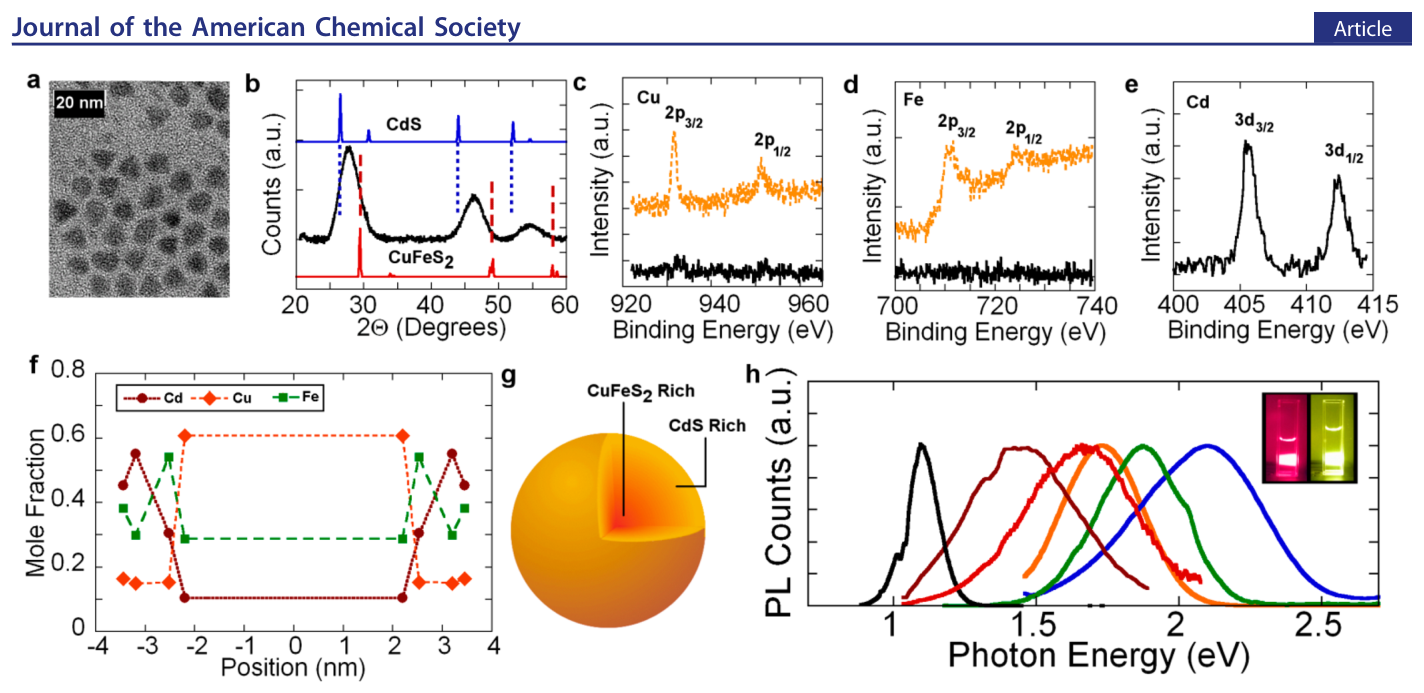 Journal of the American Chemical Society
Article
a
20 nm
b
CdS
CuFeS2
Counts (a.u.)
20 30 40 50 60
2Θ (Degrees)
c
Cu
2p3/2
2p1/2
Intensity (a.u.)
920 940 960
Binding Energy (eV)
d
Fe
2p3/2
2p1/2
Intensity (a.u.)
700 720 740
Binding Energy (eV)
e
Cd
3d3/2
3d1/2
Intensity (a.u.)
400 405 410 415
Binding Energy (eV)
f
Cd Cu Fe
Mole Fraction
0.8
0.6
0.4
0.2
0
-4 -3 -2 -1 0 1 2 3 4
Position (nm)
g
CuFeS2 Rich
CdS Rich
h
PL Counts (a.u.)
1 1.5 2 2.5
Photon Energy (eV)